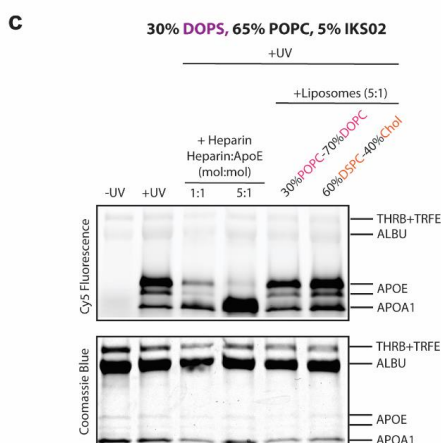 c
30% DOPS, 65% POPC, 5% IKS02
+UV
+Liposomes (5:1)
+ Heparin
Heparin:ApoE
(mol:mol)
-UV
+UV
1:1
5:1
30%POPC-70%DOPC
60%DSPC-40%Chol
Cy5 Fluorescence
THRB+TRFE
ALBU
APOE
APOA1
Coomassie Blue
THRB+TRFE
ALBU
APOE
APOA1